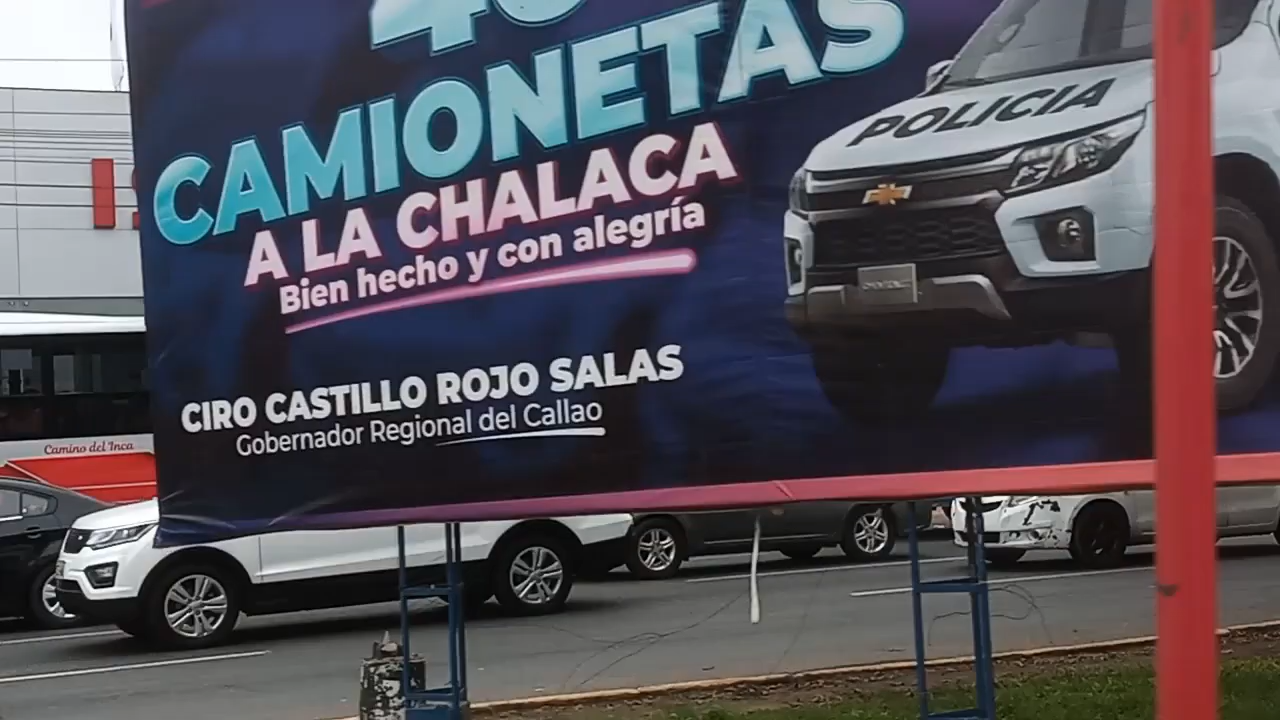 CAMIONETAS
A LA CHALACA
Bien hecho y con alegría
CIRO CASTILLO ROJO SALAS
Gobernador Regional del Callao
POLICIA
Camino del Inca